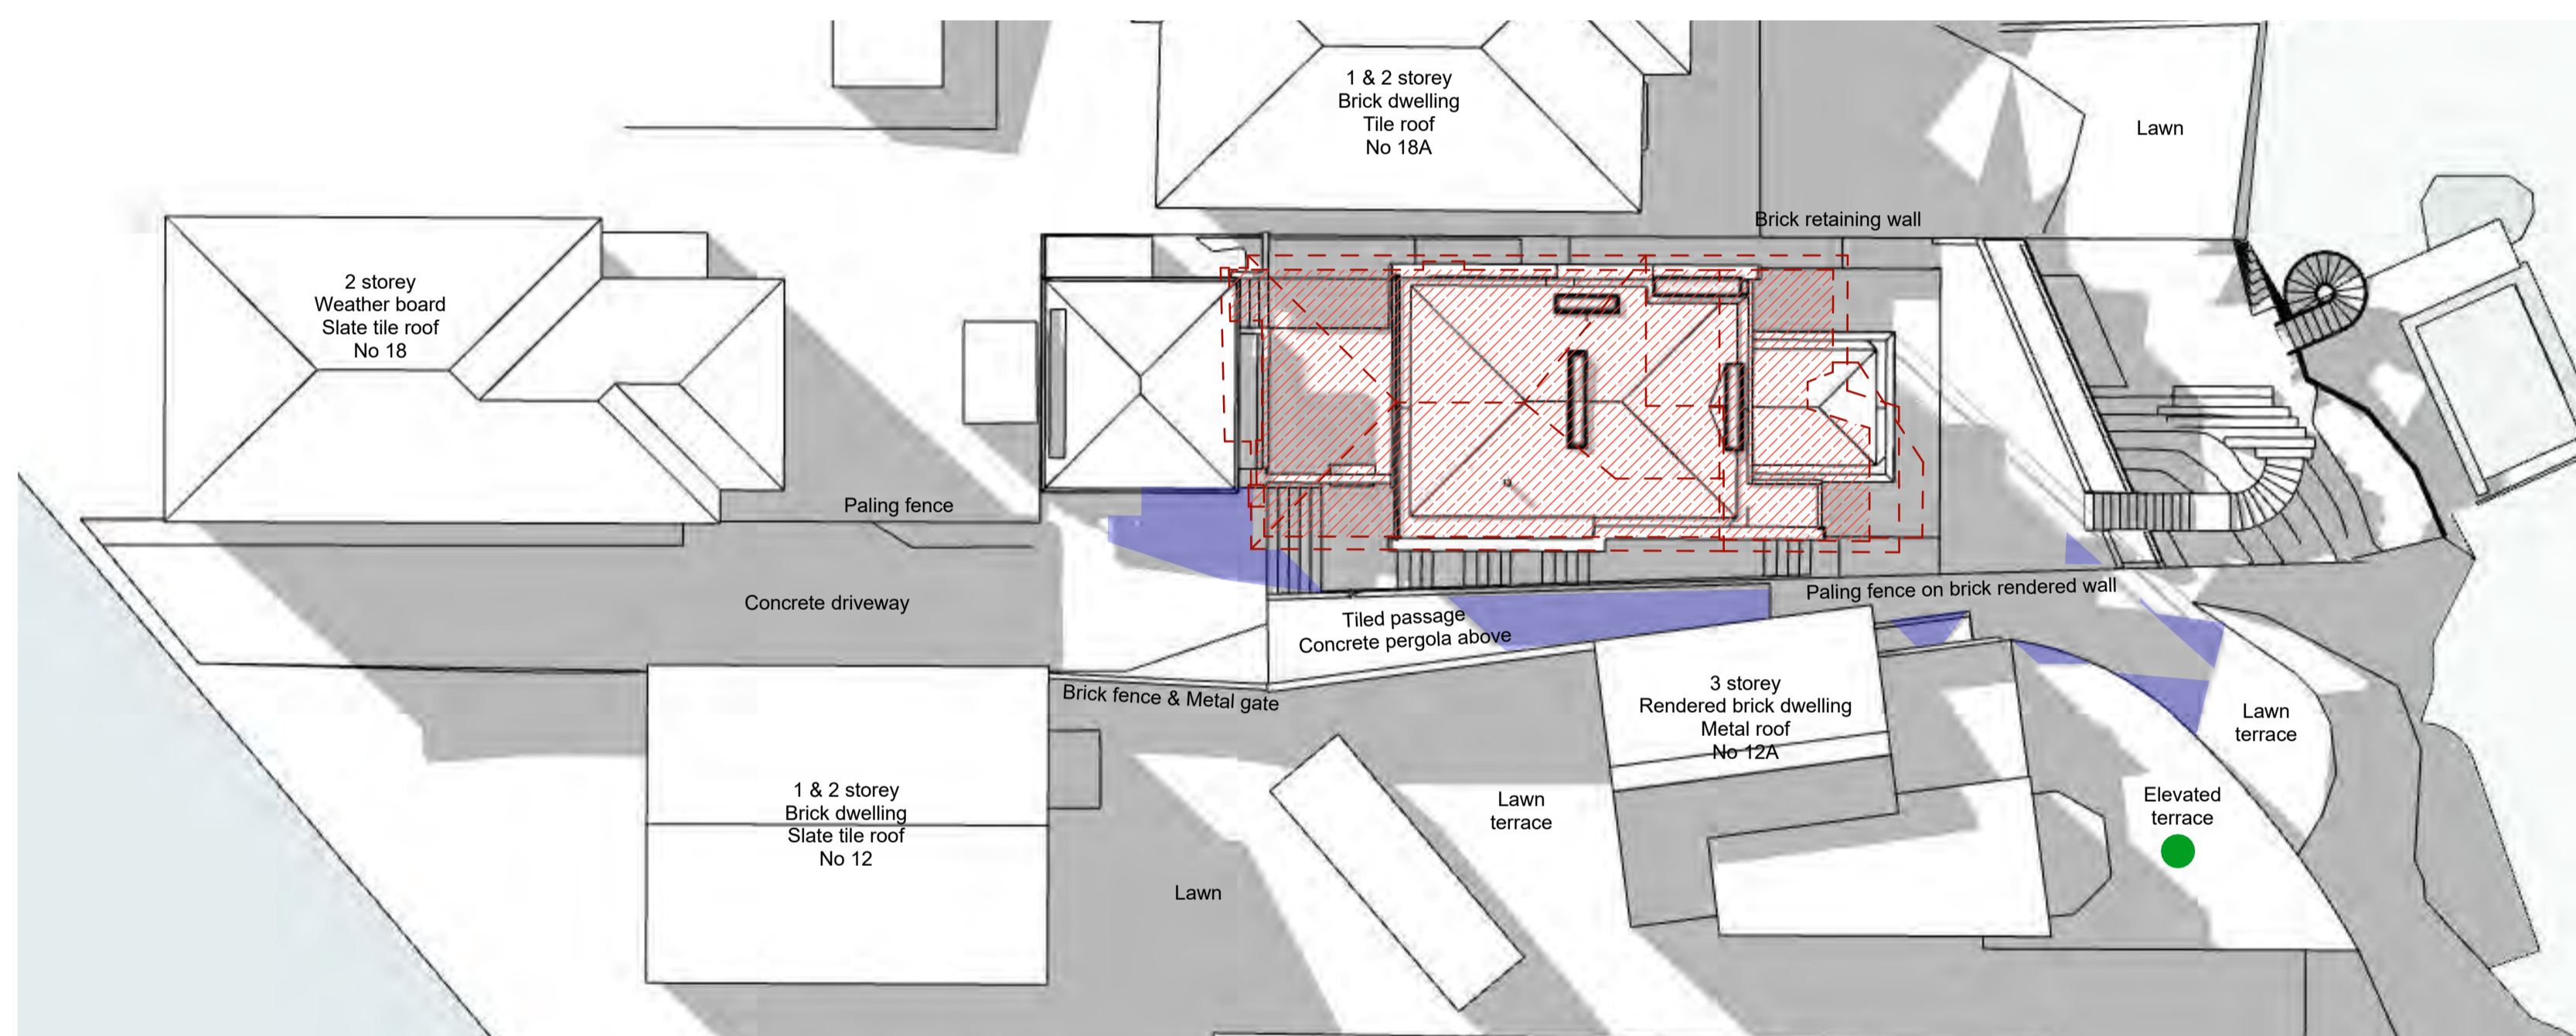 1 & 2 storey
Brick dwelling
Tile roof
No 18A
Lawn
Brick retaining wall
2 storey
Weather board
Slate tile roof
No 18
Paling fence
Concrete driveway
Tiled passage
Concrete pergola above
Paling fence on brick rendered wall
Brick fence & Metal gate
3 storey
Rendered brick dwelling
Metal roof
No 12A
Lawn
terrace
1 & 2 storey
Brick dwelling
Slate tile roof
No 12
Lawn
terrace
Elevated
terrace
Lawn